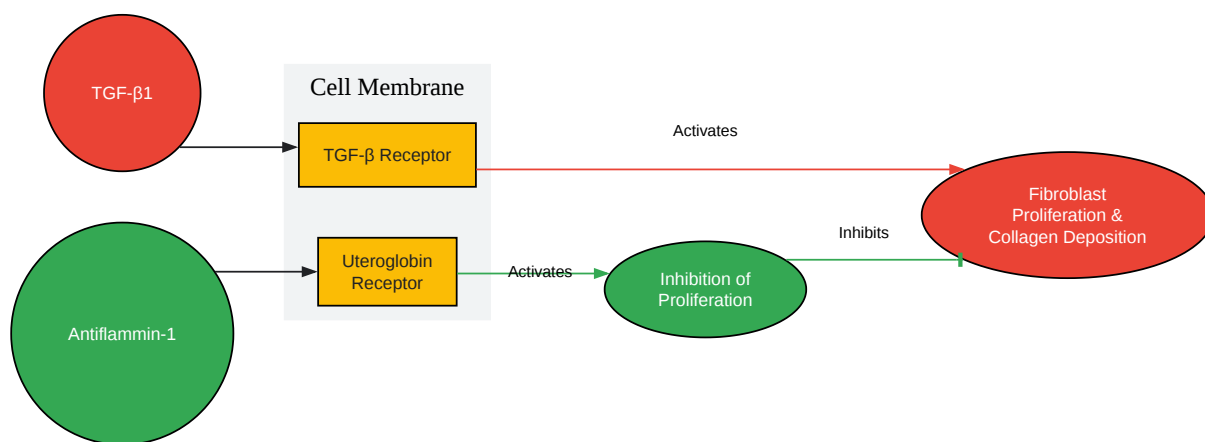 TGF-β1
Cell Membrane
TGF-β Receptor
Activates
Fibroblast
Proliferation &
Collagen Deposition
Antiflammin-1
Uteroglobin
Receptor
Activates
Inhibition of
Proliferation
Inhibits